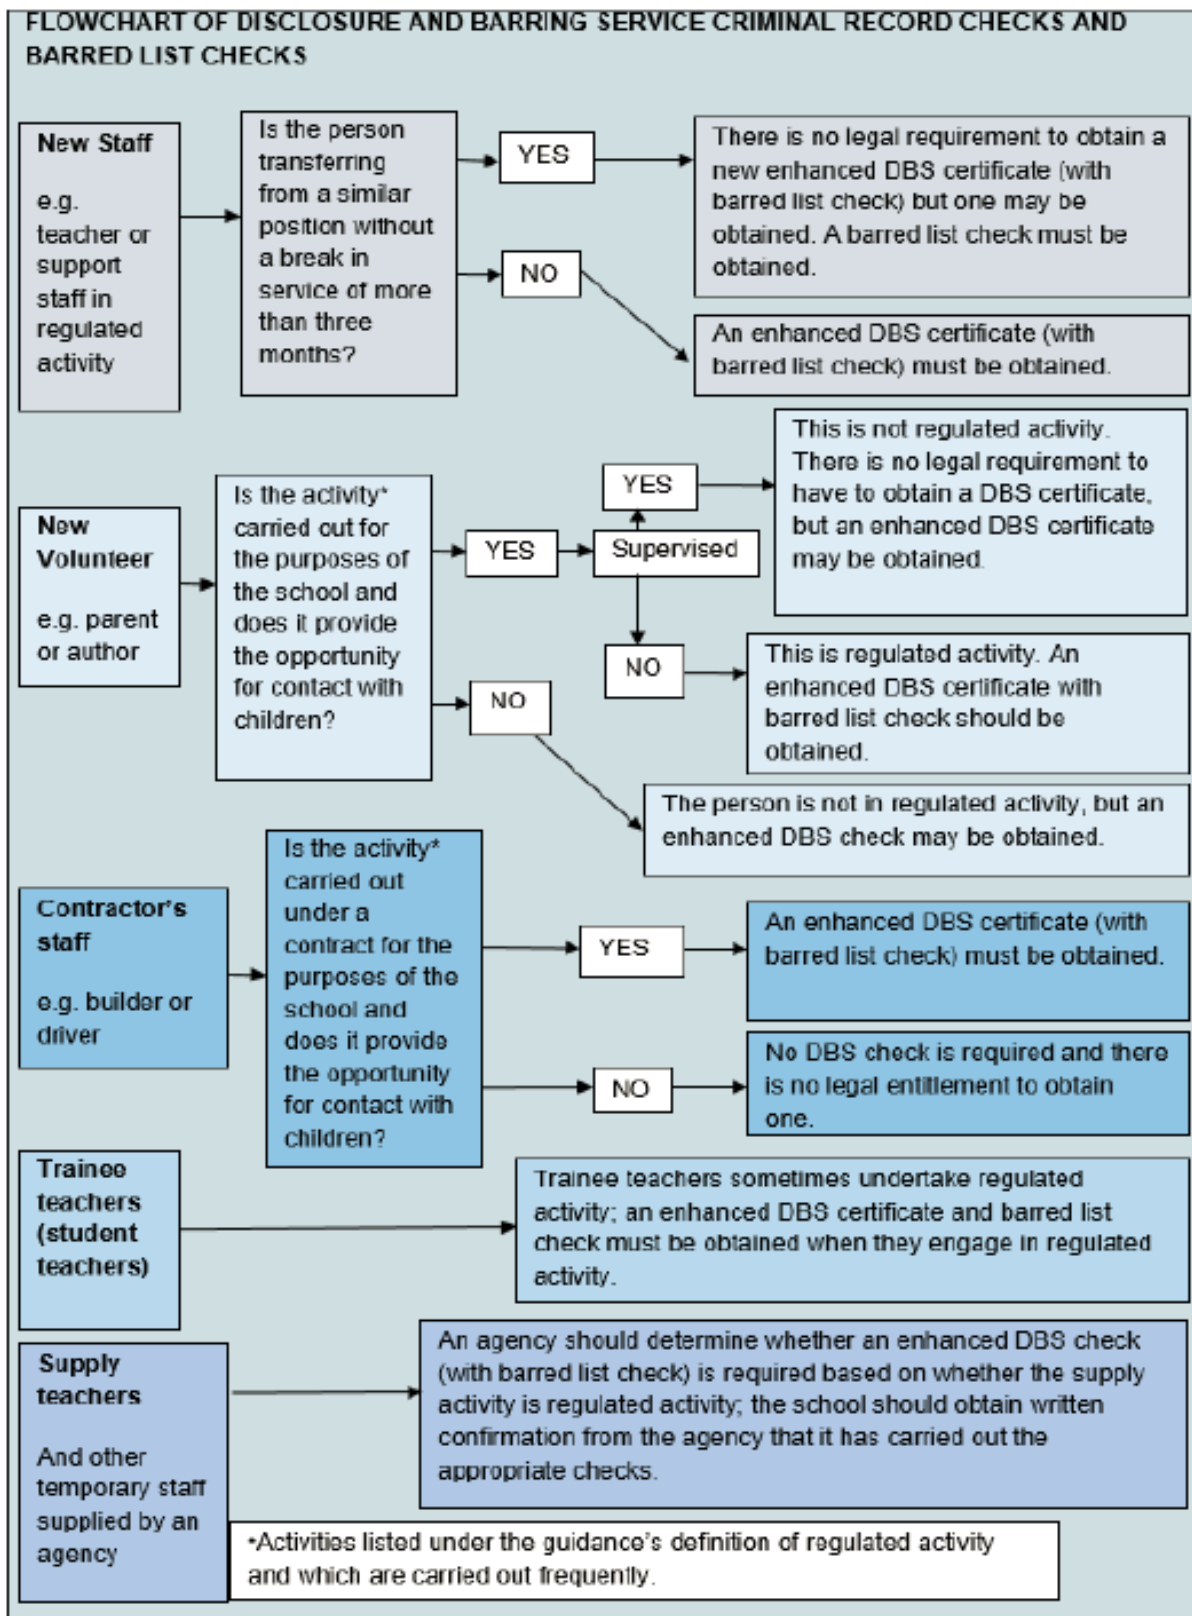 FLOWCHART OF DISCLOSURE AND BARRING SERVICE CRIMINAL RECORD CHECKS AND
BARRED LIST CHECKS
New Staff
e.g.
teacher or
support
staff in
regulated
activity
Is the person
transferring
from a similar
position without
a break in
service of more
than three
months?
YES
There is no legal requirement to obtain a
new enhanced DBS certificate (with
barred list check) but one may be
obtained. A barred list check must be
obtained.
NO
An enhanced DBS certificate (with
barred list check) must be obtained.
New
Volunteer
e.g. parent
or author
Is the activity*
carried out for
the purposes of
the school and
does it provide
the opportunity
for contact with
children?
YES
Supervised
YES
This is not regulated activity.
There is no legal requirement to
have to obtain a DBS certificate,
but an enhanced DBS certificate
may be obtained.
NO
This is regulated activity. An
enhanced DBS certificate with
barred list check should be
obtained.
NO
The person is not in regulated activity, but an
enhanced DBS check may be obtained.
Contractor's
staff
e.g. builder or
driver
Is the activity*
carried out
under a
contract for the
purposes of the
school and
does it provide
the opportunity
for contact with
children?
YES
An enhanced DBS certificate (with
barred list check) must be obtained.
NO
No DBS check is required and there
is no legal entitlement to obtain
one.
Trainee
teachers
(student
teachers)
Trainee teachers sometimes undertake regulated
activity; an enhanced DBS certificate and barred list
check must be obtained when they engage in regulated
activity.
Supply
teachers
And other
temporary staff
supplied by an
agency
An agency should determine whether an enhanced DBS check
(with barred list check) is required based on whether the supply
activity is regulated activity; the school should obtain written
confirmation from the agency that it has carried out the
appropriate checks.
*Activities listed under the guidance's definition of regulated activity
and which are carried out frequently.